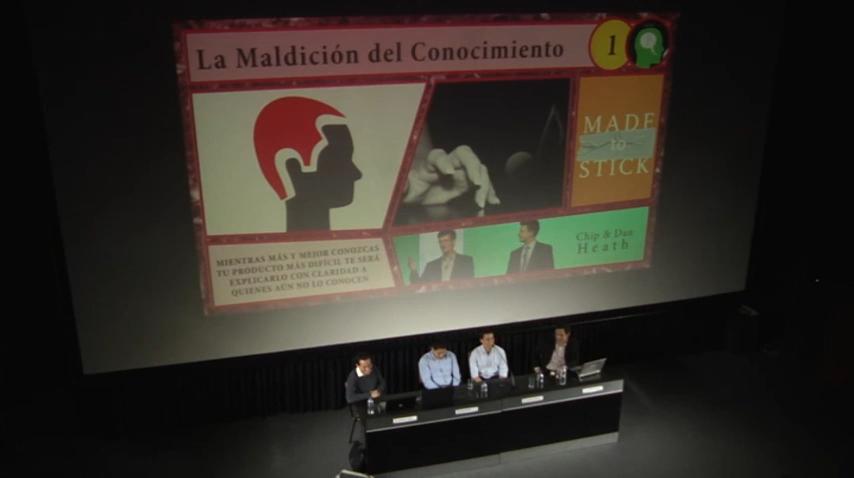 La Maldición del Conocimiento
1
MADE
to
STICK
MIENTRAS MÁS Y MEJOR CONOZCAS
TU PRODUCTO MÁS DIFÍCIL TE SERÁ
EXPLICARLO CON CLARIDAD A
QUIENES AÚN NO LO CONOCEN
Chip & Dan
Heath